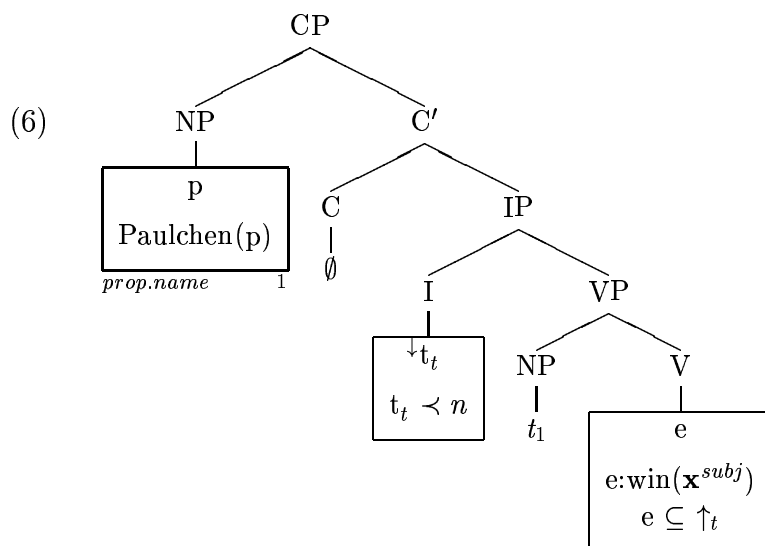 CP
(6)
NP C′
p
Paulchen(p)
prop.name 1
C IP
∅
I VP
↓t_t
t_t ≺ n
NP V
t_1
e
e:win(x^subj)
e ⊆ ↑_t